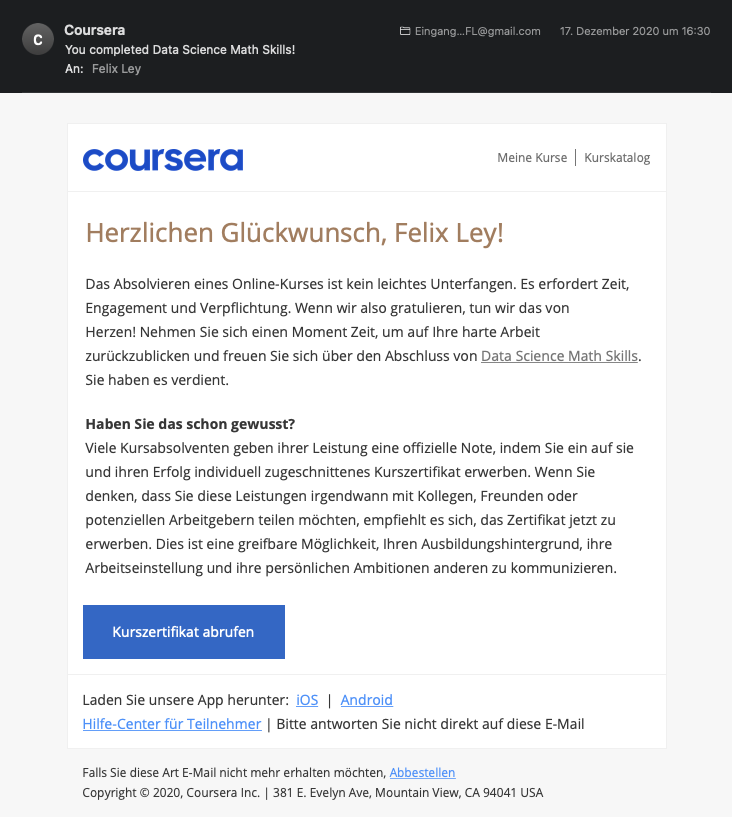 C
Coursera
Eingang...FL@gmail.com 17. Dezember 2020 um 16:30
You completed Data Science Math Skills!
An: Felix Ley
coursera
Meine Kurse | Kurskatalog
Herzlichen Glückwunsch, Felix Ley!
Das Absolvieren eines Online-Kurses ist kein leichtes Unterfangen. Es erfordert Zeit,
Engagement und Verpflichtung. Wenn wir also gratulieren, tun wir das von
Herzen! Nehmen Sie sich einen Moment Zeit, um auf Ihre harte Arbeit
zurückzublicken und freuen Sie sich über den Abschluss von Data Science Math Skills.
Sie haben es verdient.
Haben Sie das schon gewusst?
Viele Kursabsolventen geben ihrer Leistung eine offizielle Note, indem Sie ein auf sie
und ihren Erfolg individuell zugeschnittenes Kurszertifikat erwerben. Wenn Sie
denken, dass Sie diese Leistungen irgendwann mit Kollegen, Freunden oder
potenziellen Arbeitgebern teilen möchten, empfiehlt es sich, das Zertifikat jetzt zu
erwerben. Dies ist eine greifbare Möglichkeit, Ihren Ausbildungshintergrund, ihre
Arbeitseinstellung und ihre persönlichen Ambitionen anderen zu kommunizieren.
Kurszertifikat abrufen
Laden Sie unsere App herunter: iOS | Android
Hilfe-Center für Teilnehmer | Bitte antworten Sie nicht direkt auf diese E-Mail
Falls Sie diese Art E-Mail nicht mehr erhalten möchten, Abbestellen
Copyright © 2020, Coursera Inc. | 381 E. Evelyn Ave, Mountain View, CA 94041 USA